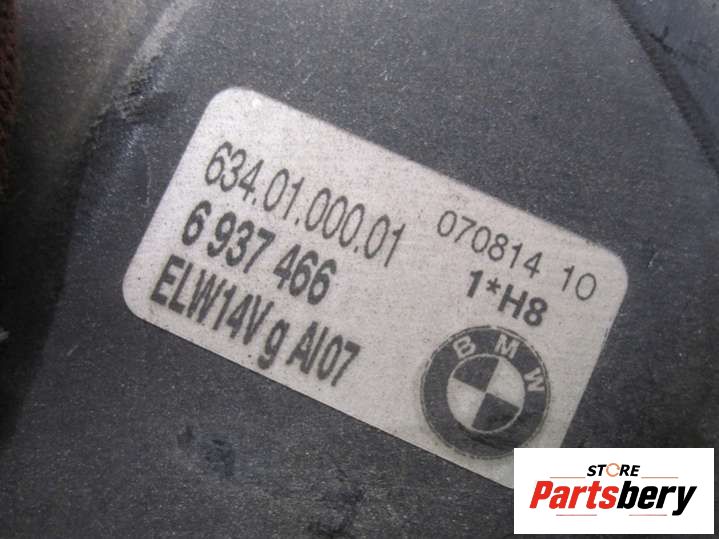 634.01.000.01
070814 10
6 937 466
1*H8
ELW14V g AI07
BMW
STORE
Partsbery